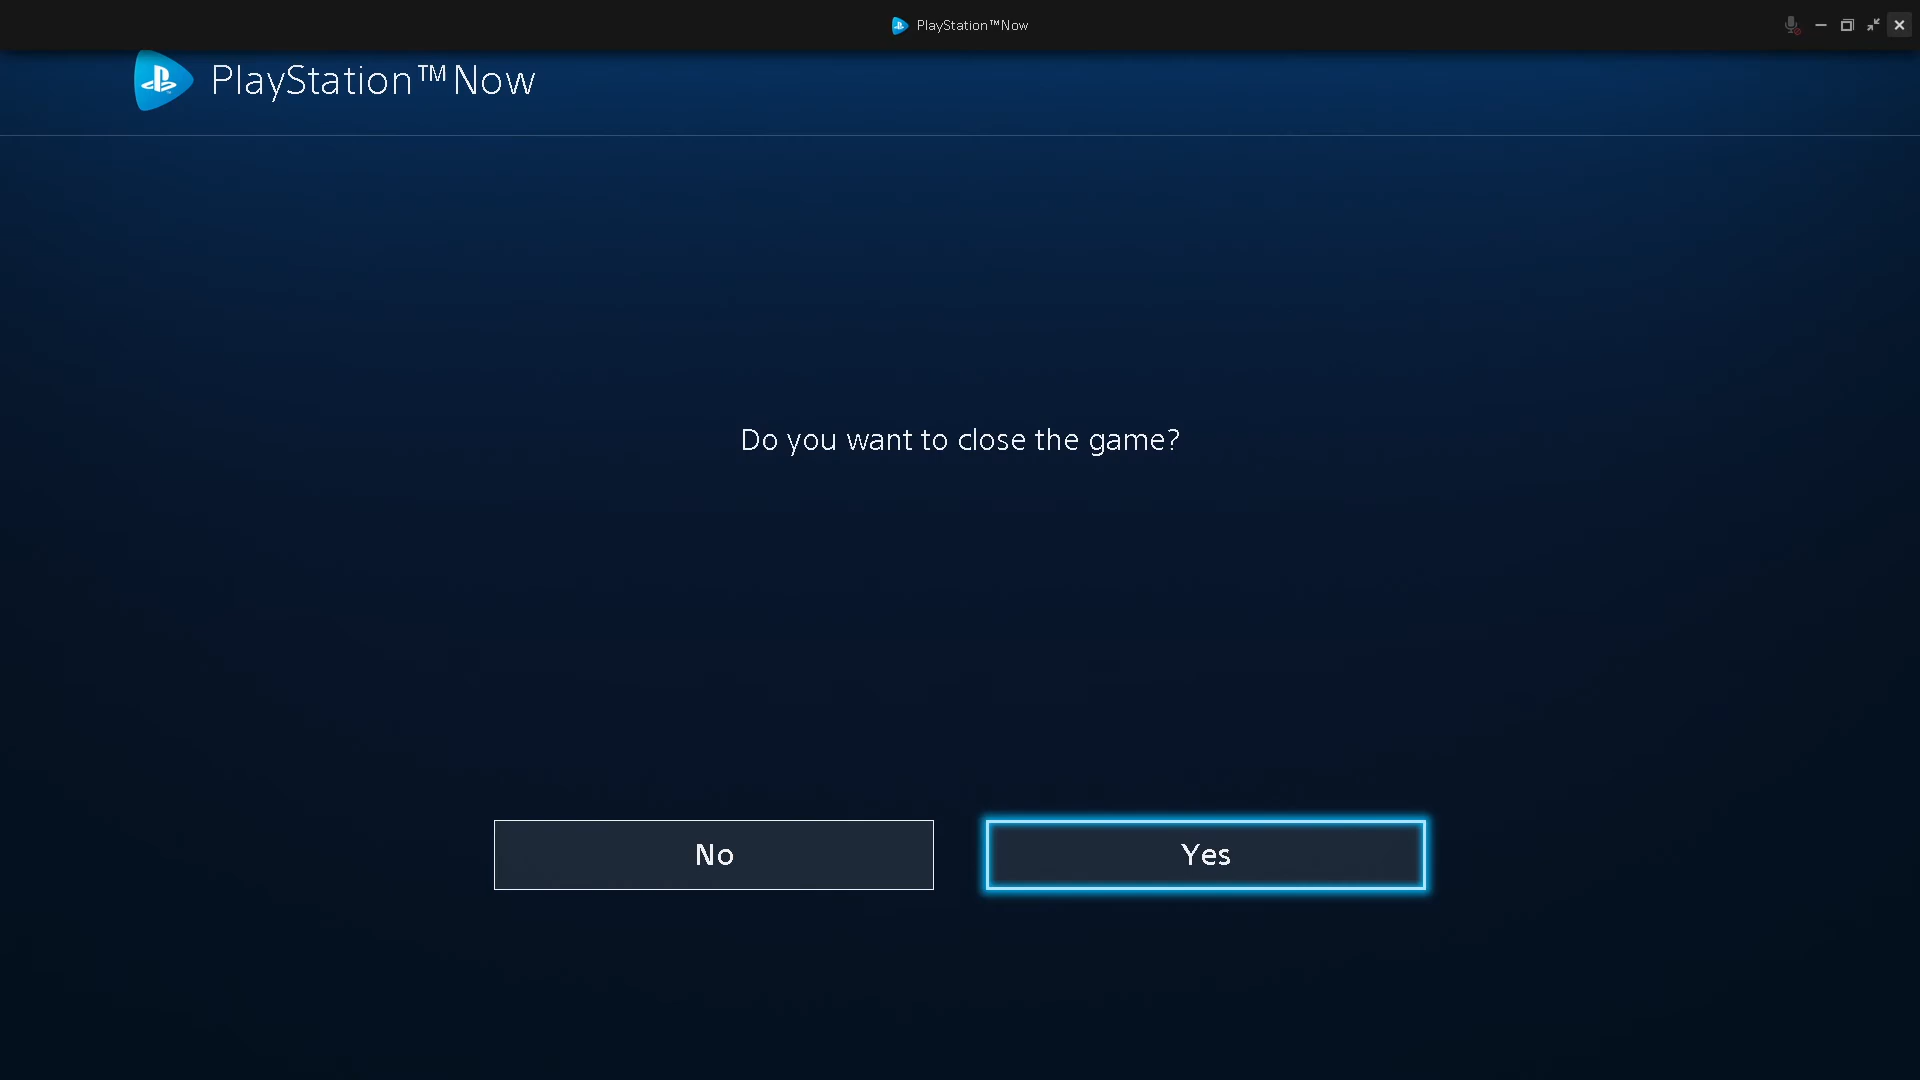 PlayStation™Now
PlayStation™Now
Do you want to close the game?
No
Yes